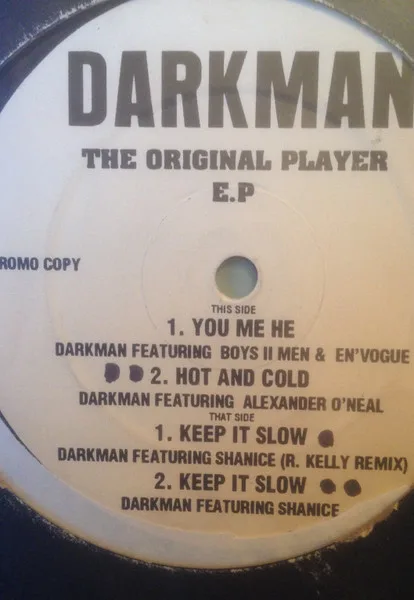 DARKMAN
THE ORIGINAL PLAYER
E.P
ROMO COPY
THIS SIDE
1. YOU ME HE
DARKMAN FEATURING BOYS II MEN & EN'VOGUE
2. HOT AND COLD
DARKMAN FEATURING ALEXANDER O'NEAL
THAT SIDE
1. KEEP IT SLOW
DARKMAN FEATURING SHANICE (R. KELLY REMIX)
2. KEEP IT SLOW
DARKMAN FEATURING SHANICE